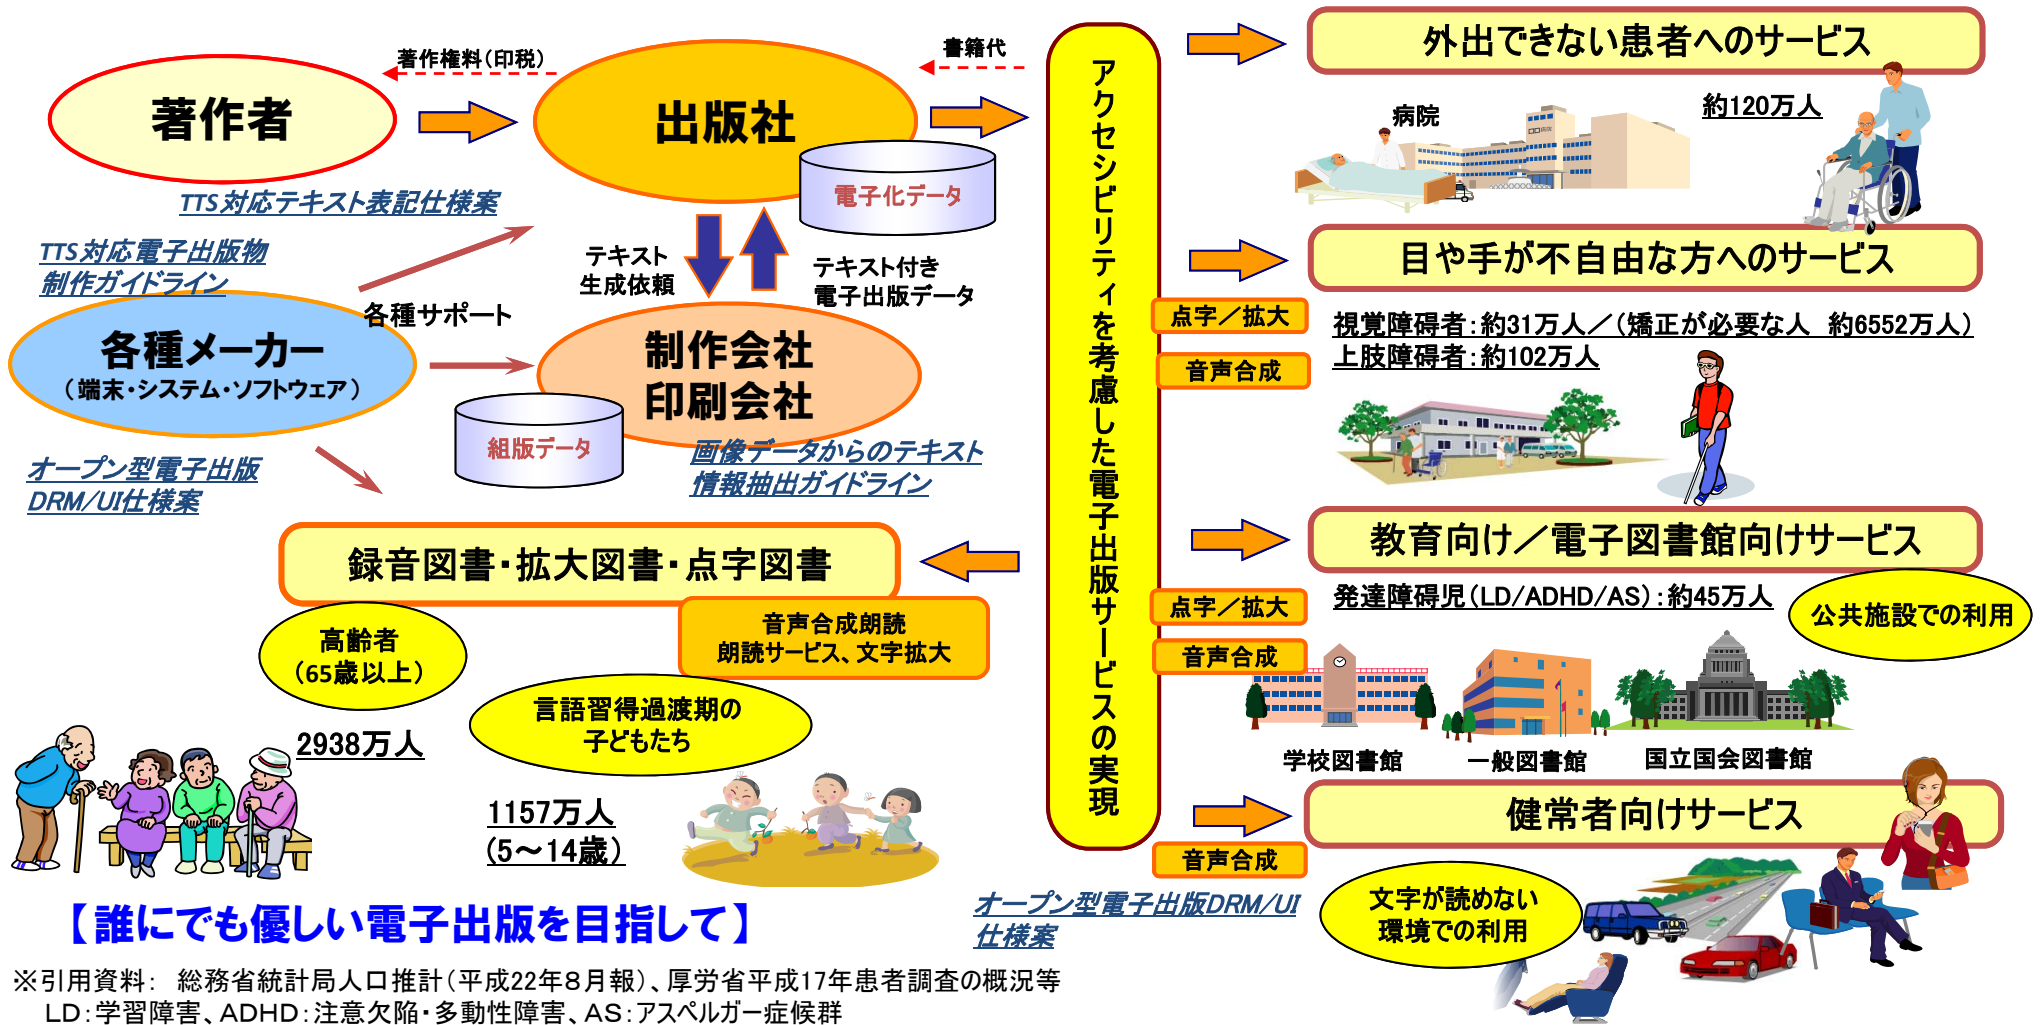 著作者
著作権料（印税）
出版社
書籍代
電子化データ
TTS対応テキスト表記仕様案
TTS対応電子出版物
制作ガイドライン
各種メーカー
（端末・システム・ソフトウェア）
各種サポート
テキスト
生成依頼
テキスト付き
電子出版データ
制作会社
印刷会社
組版データ
画像データからのテキスト
情報抽出ガイドライン
オープン型電子出版
DRM/UI仕様案
録音図書・拡大図書・点字図書
音声合成朗読
朗読サービス、文字拡大
高齢者
（65歳以上）
2938万人
言語習得過渡期の
子どもたち
1157万人
(5～14歳）
【誰にでも優しい電子出版を目指して】
アクセシビリティを考慮した電子出版サービスの実現
外出できない患者へのサービス
病院
約120万人
目や手が不自由な方へのサービス
点字／拡大
音声合成
視覚障碍者：約31万人／（矯正が必要な人　約6552万人）
上肢障碍者：約102万人
教育向け／電子図書館向けサービス
点字／拡大
音声合成
発達障碍児（LD/ADHD/AS）：約45万人
公共施設での利用
学校図書館
一般図書館
国立国会図書館
健常者向けサービス
音声合成
オープン型電子出版DRM/UI
仕様案
文字が読めない
環境での利用
※引用資料：　総務省統計局人口推計（平成22年８月報）、厚労省平成17年患者調査の概況等
LD：学習障害、ADHD：注意欠陥・多動性障害、AS：アスペルガー症候群